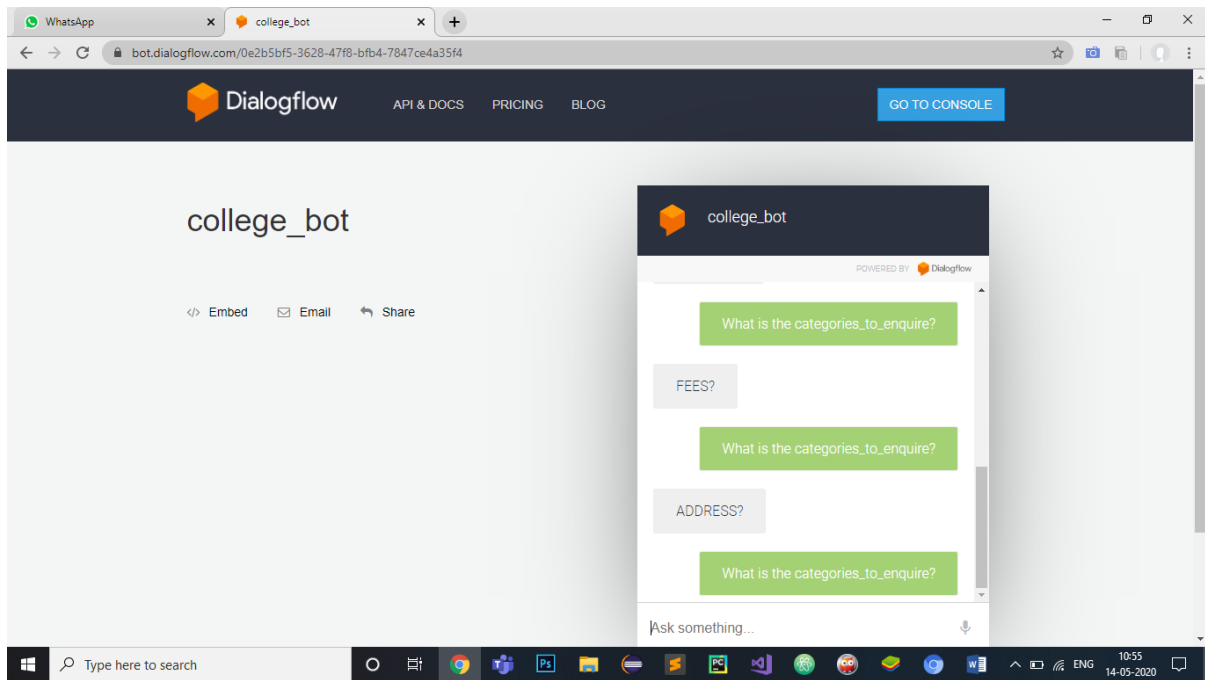 WhatsApp
college_bot
bot.dialogflow.com/0e2b5bf5-3628-47f8-bfb4-7847ce4a35f4
Dialogflow
API & DOCS
PRICING
BLOG
GO TO CONSOLE
college_bot
</> Embed
Email
Share
college_bot
POWERED BY Dialogflow
What is the categories_to_enquire?
FEES?
What is the categories_to_enquire?
ADDRESS?
What is the categories_to_enquire?
Ask something...
Type here to search
Ps
PC
W
ENG
10:55
14-05-2020